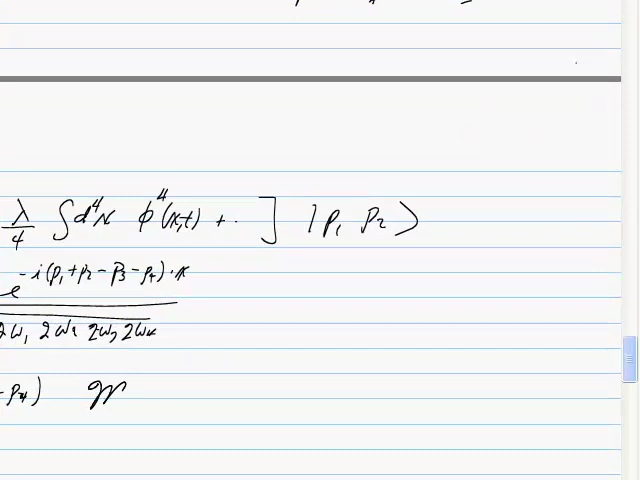 λ/4 ∫d⁴x φ⁴(x,t) + ·· ] |p₁ p₂ ⟩
e^{-i(p₁+p₂-p₃-p₄)·x}
2ω₁ 2ω₂ 2ω₃ 2ω₄
-p₄)